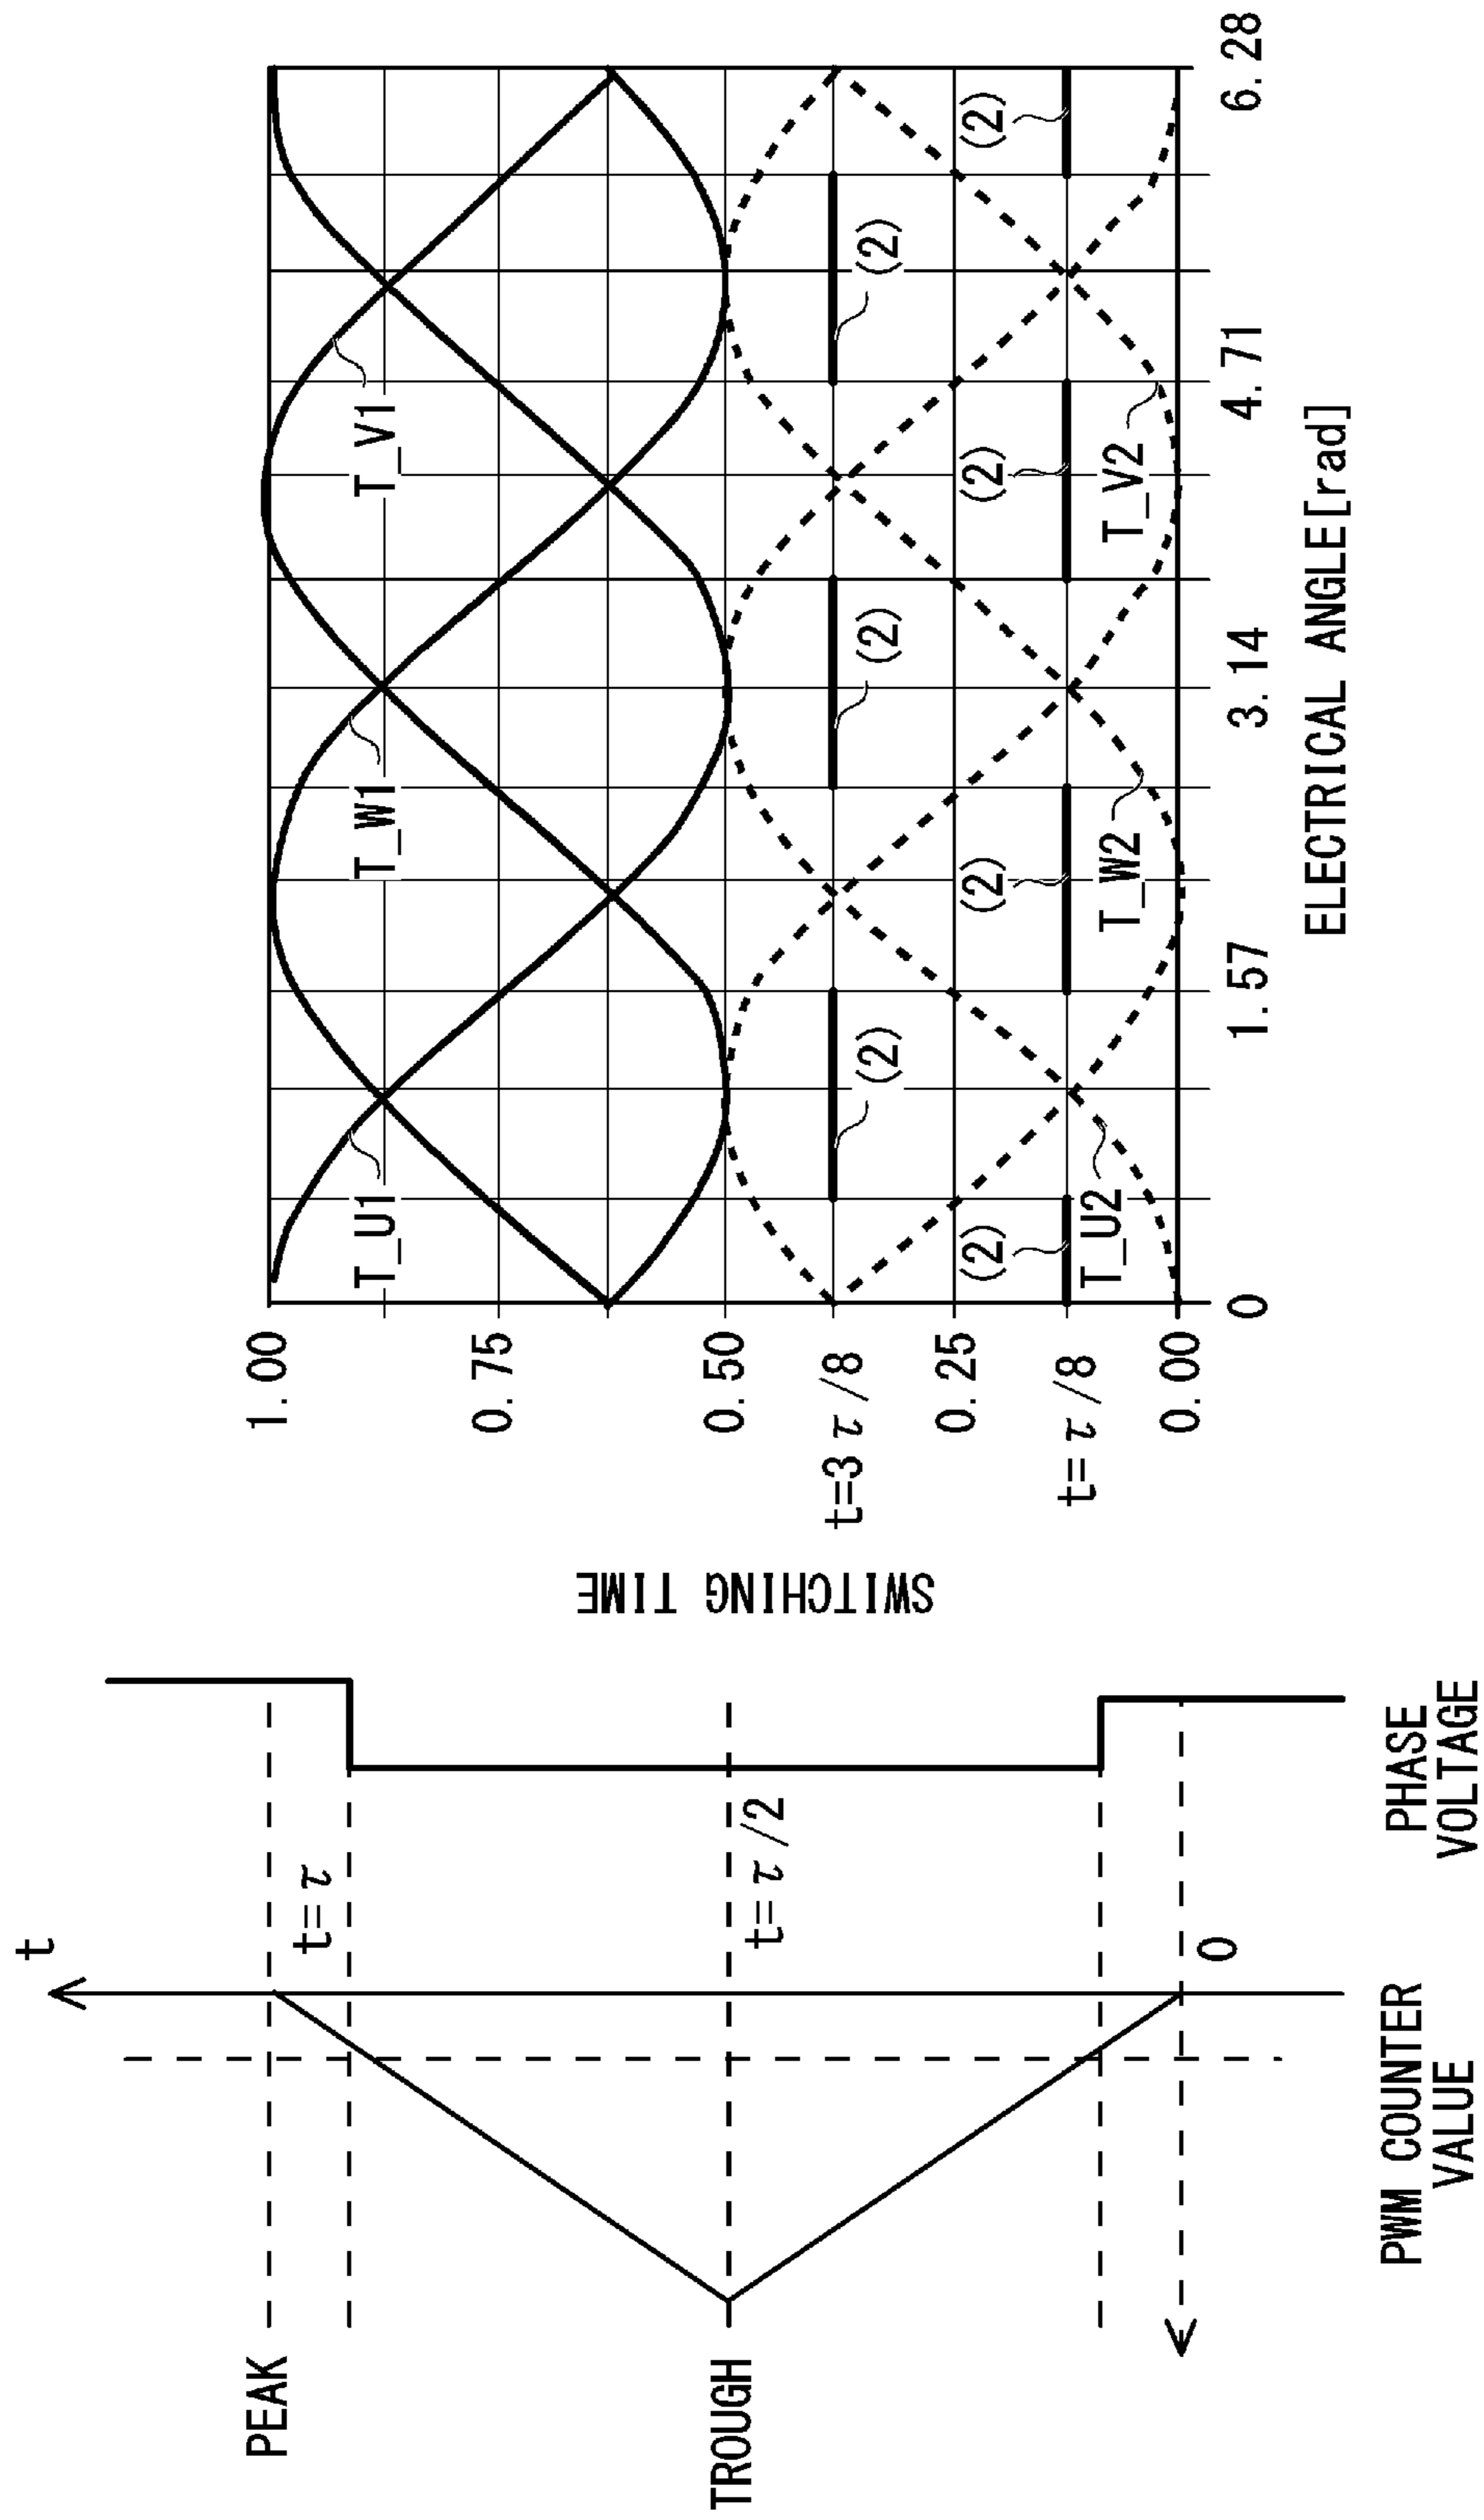 PEAK
TROUGH
t
t=τ
t=τ/2
0
PWM COUNTER
VALUE
PHASE
VOLTAGE
SWITCHING TIME
1.00
0.75
0.50
t=3τ/8
0.25
t=τ/8
0.00
T_U1
T_W1
T_V1
(2)
(2)
(2)
(2)
(2)
(2)
(2)
T_U2
T_W2
T_V2
0
1.57
3.14
4.71
6.28
ELECTRICAL ANGLE[rad]